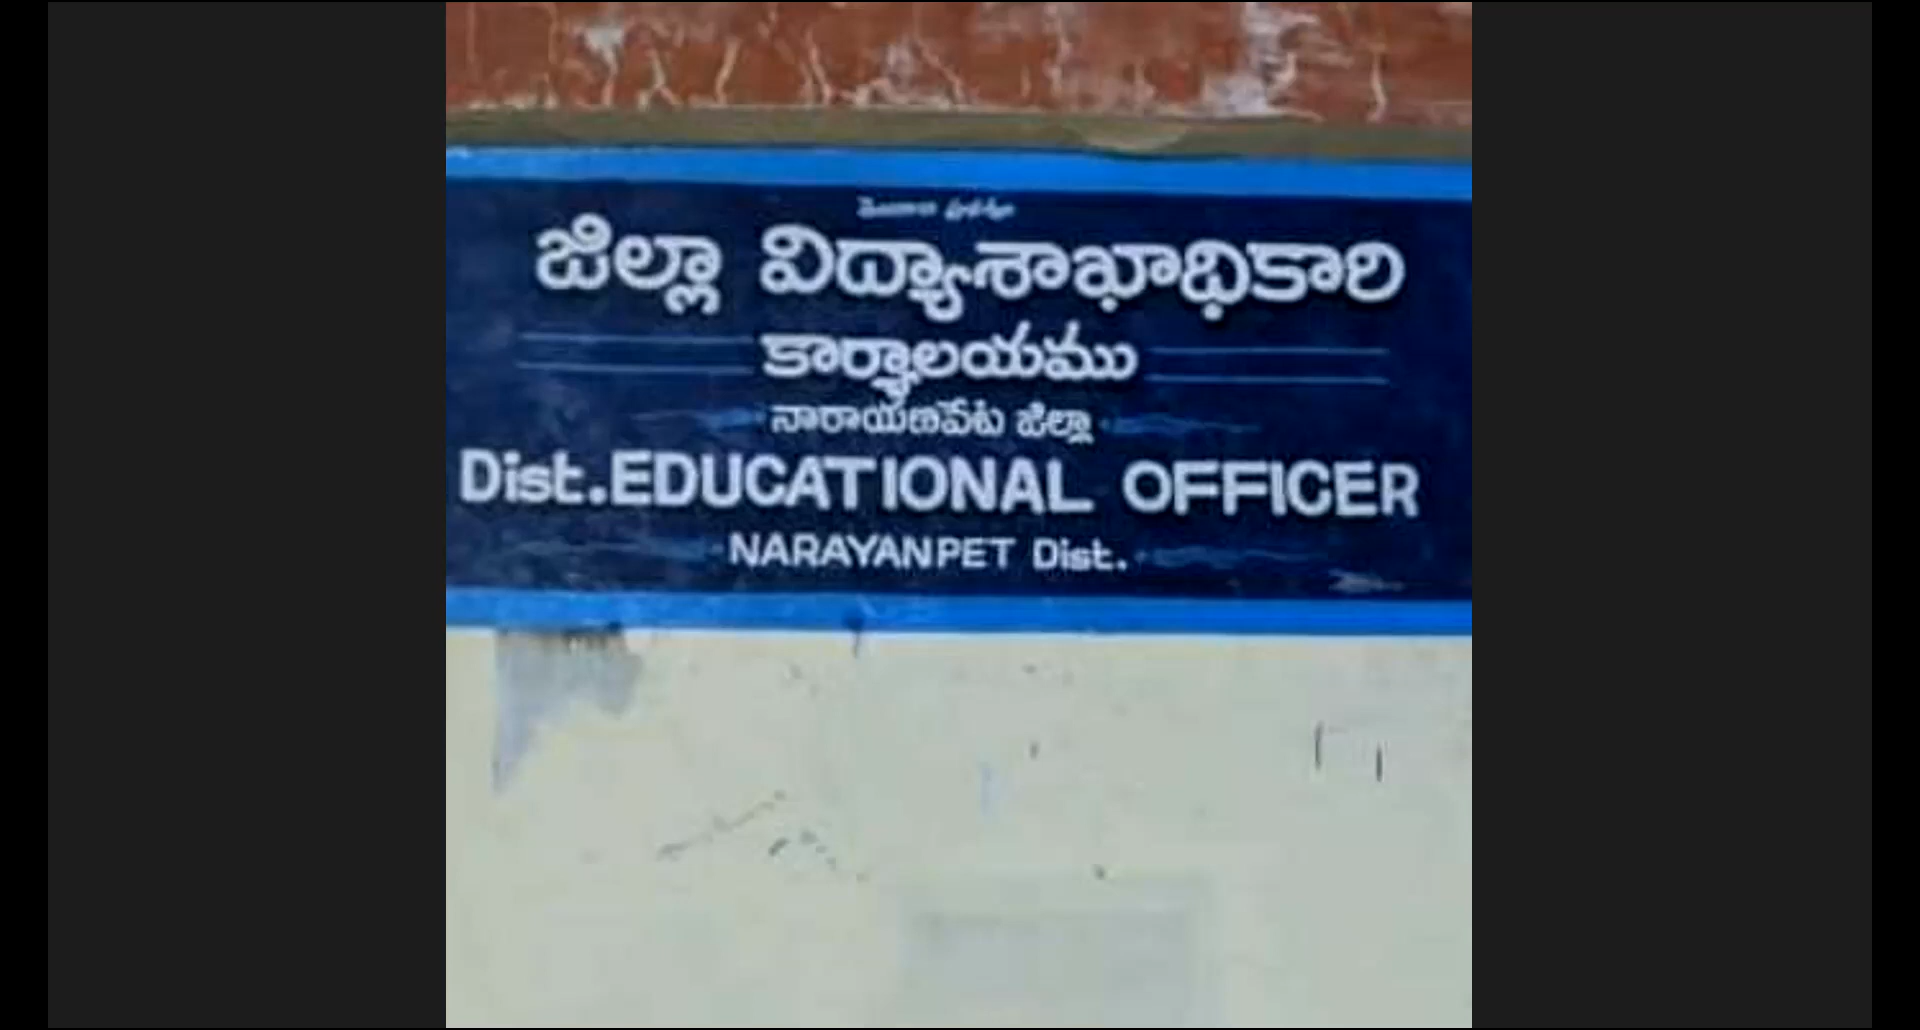 జిల్లా విద్యాశాఖాధికారి
కార్యాలయము
నారాయణపేట జిల్లా
Dist.EDUCATIONAL OFFICER
NARAYANPET Dist.